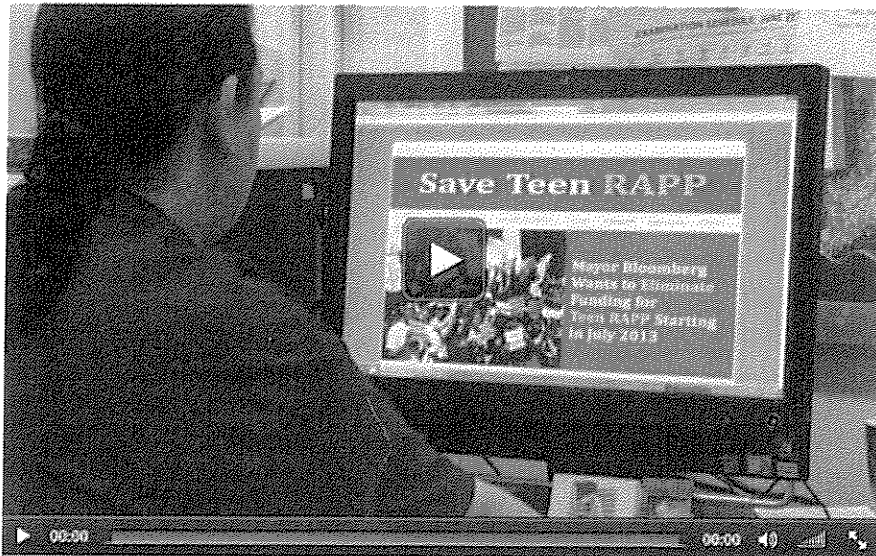 Save Teen RAPP
Mayor Bloomberg
Wants to Eliminate
Funding for
Teen RAPP Starting
in July 2013
00:00
00:00